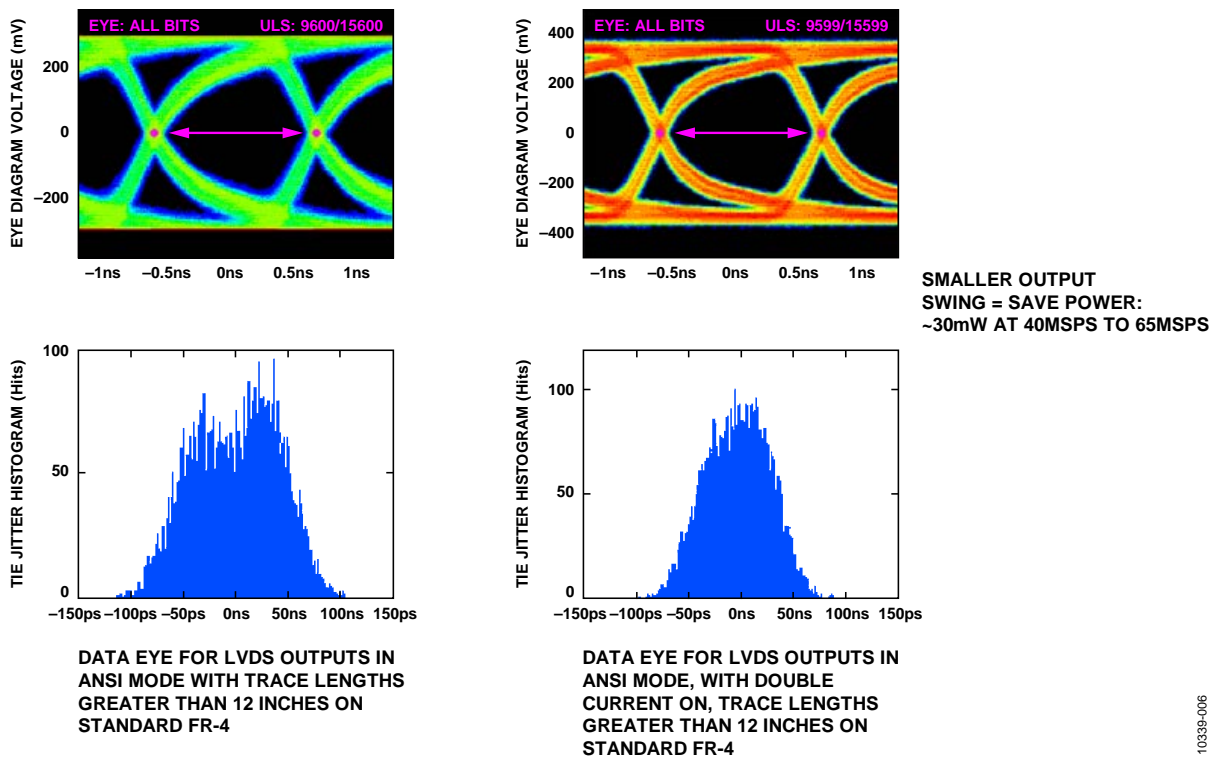 EYE DIAGRAM VOLTAGE (mV)
200
0
–200
EYE: ALL BITS ULS: 9600/15600
–1ns –0.5ns 0ns 0.5ns 1ns
EYE DIAGRAM VOLTAGE (mV)
400
200
0
–200
–400
EYE: ALL BITS ULS: 9599/15599
–1ns –0.5ns 0ns 0.5ns 1ns
SMALLER OUTPUT
SWING = SAVE POWER:
~30mW AT 40MSPS TO 65MSPS
TIE JITTER HISTOGRAM (Hits)
100
50
0
–150ps –100ps –50ps 0ns 50ns 100ns 150ps
TIE JITTER HISTOGRAM (Hits)
100
50
0
–150ps –100ps –50ps 0ns 50ns 100ns 150ps
DATA EYE FOR LVDS OUTPUTS IN
ANSI MODE WITH TRACE LENGTHS
GREATER THAN 12 INCHES ON
STANDARD FR-4
DATA EYE FOR LVDS OUTPUTS IN
ANSI MODE, WITH DOUBLE
CURRENT ON, TRACE LENGTHS
GREATER THAN 12 INCHES ON
STANDARD FR-4
10339-006